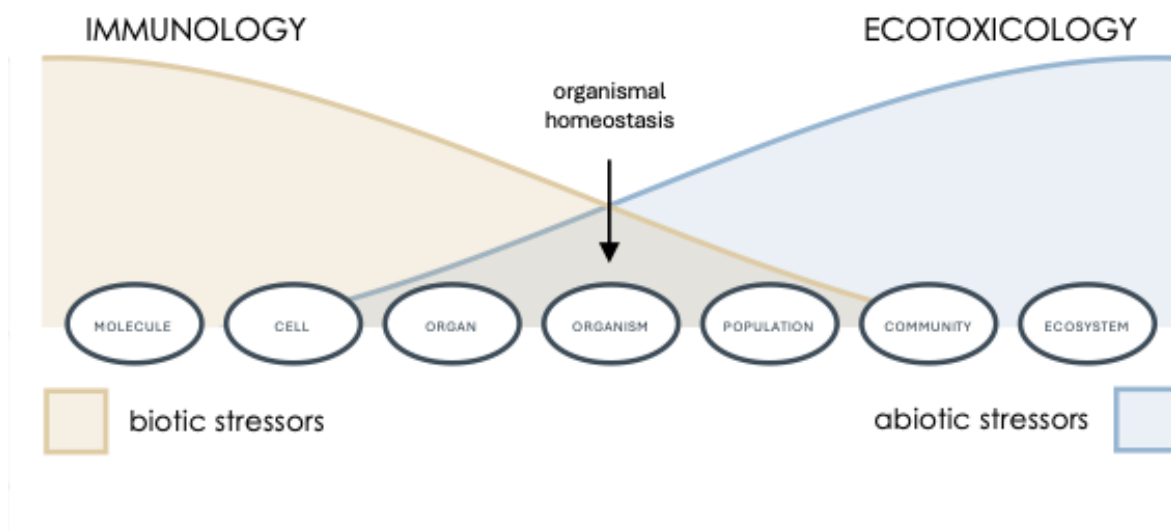 IMMUNOLOGY
ECOTOXICOLOGY
organismal
homeostasis
MOLECULE
CELL
ORGAN
ORGANISM
POPULATION
COMMUNITY
ECOSYSTEM
biotic stressors
abiotic stressors